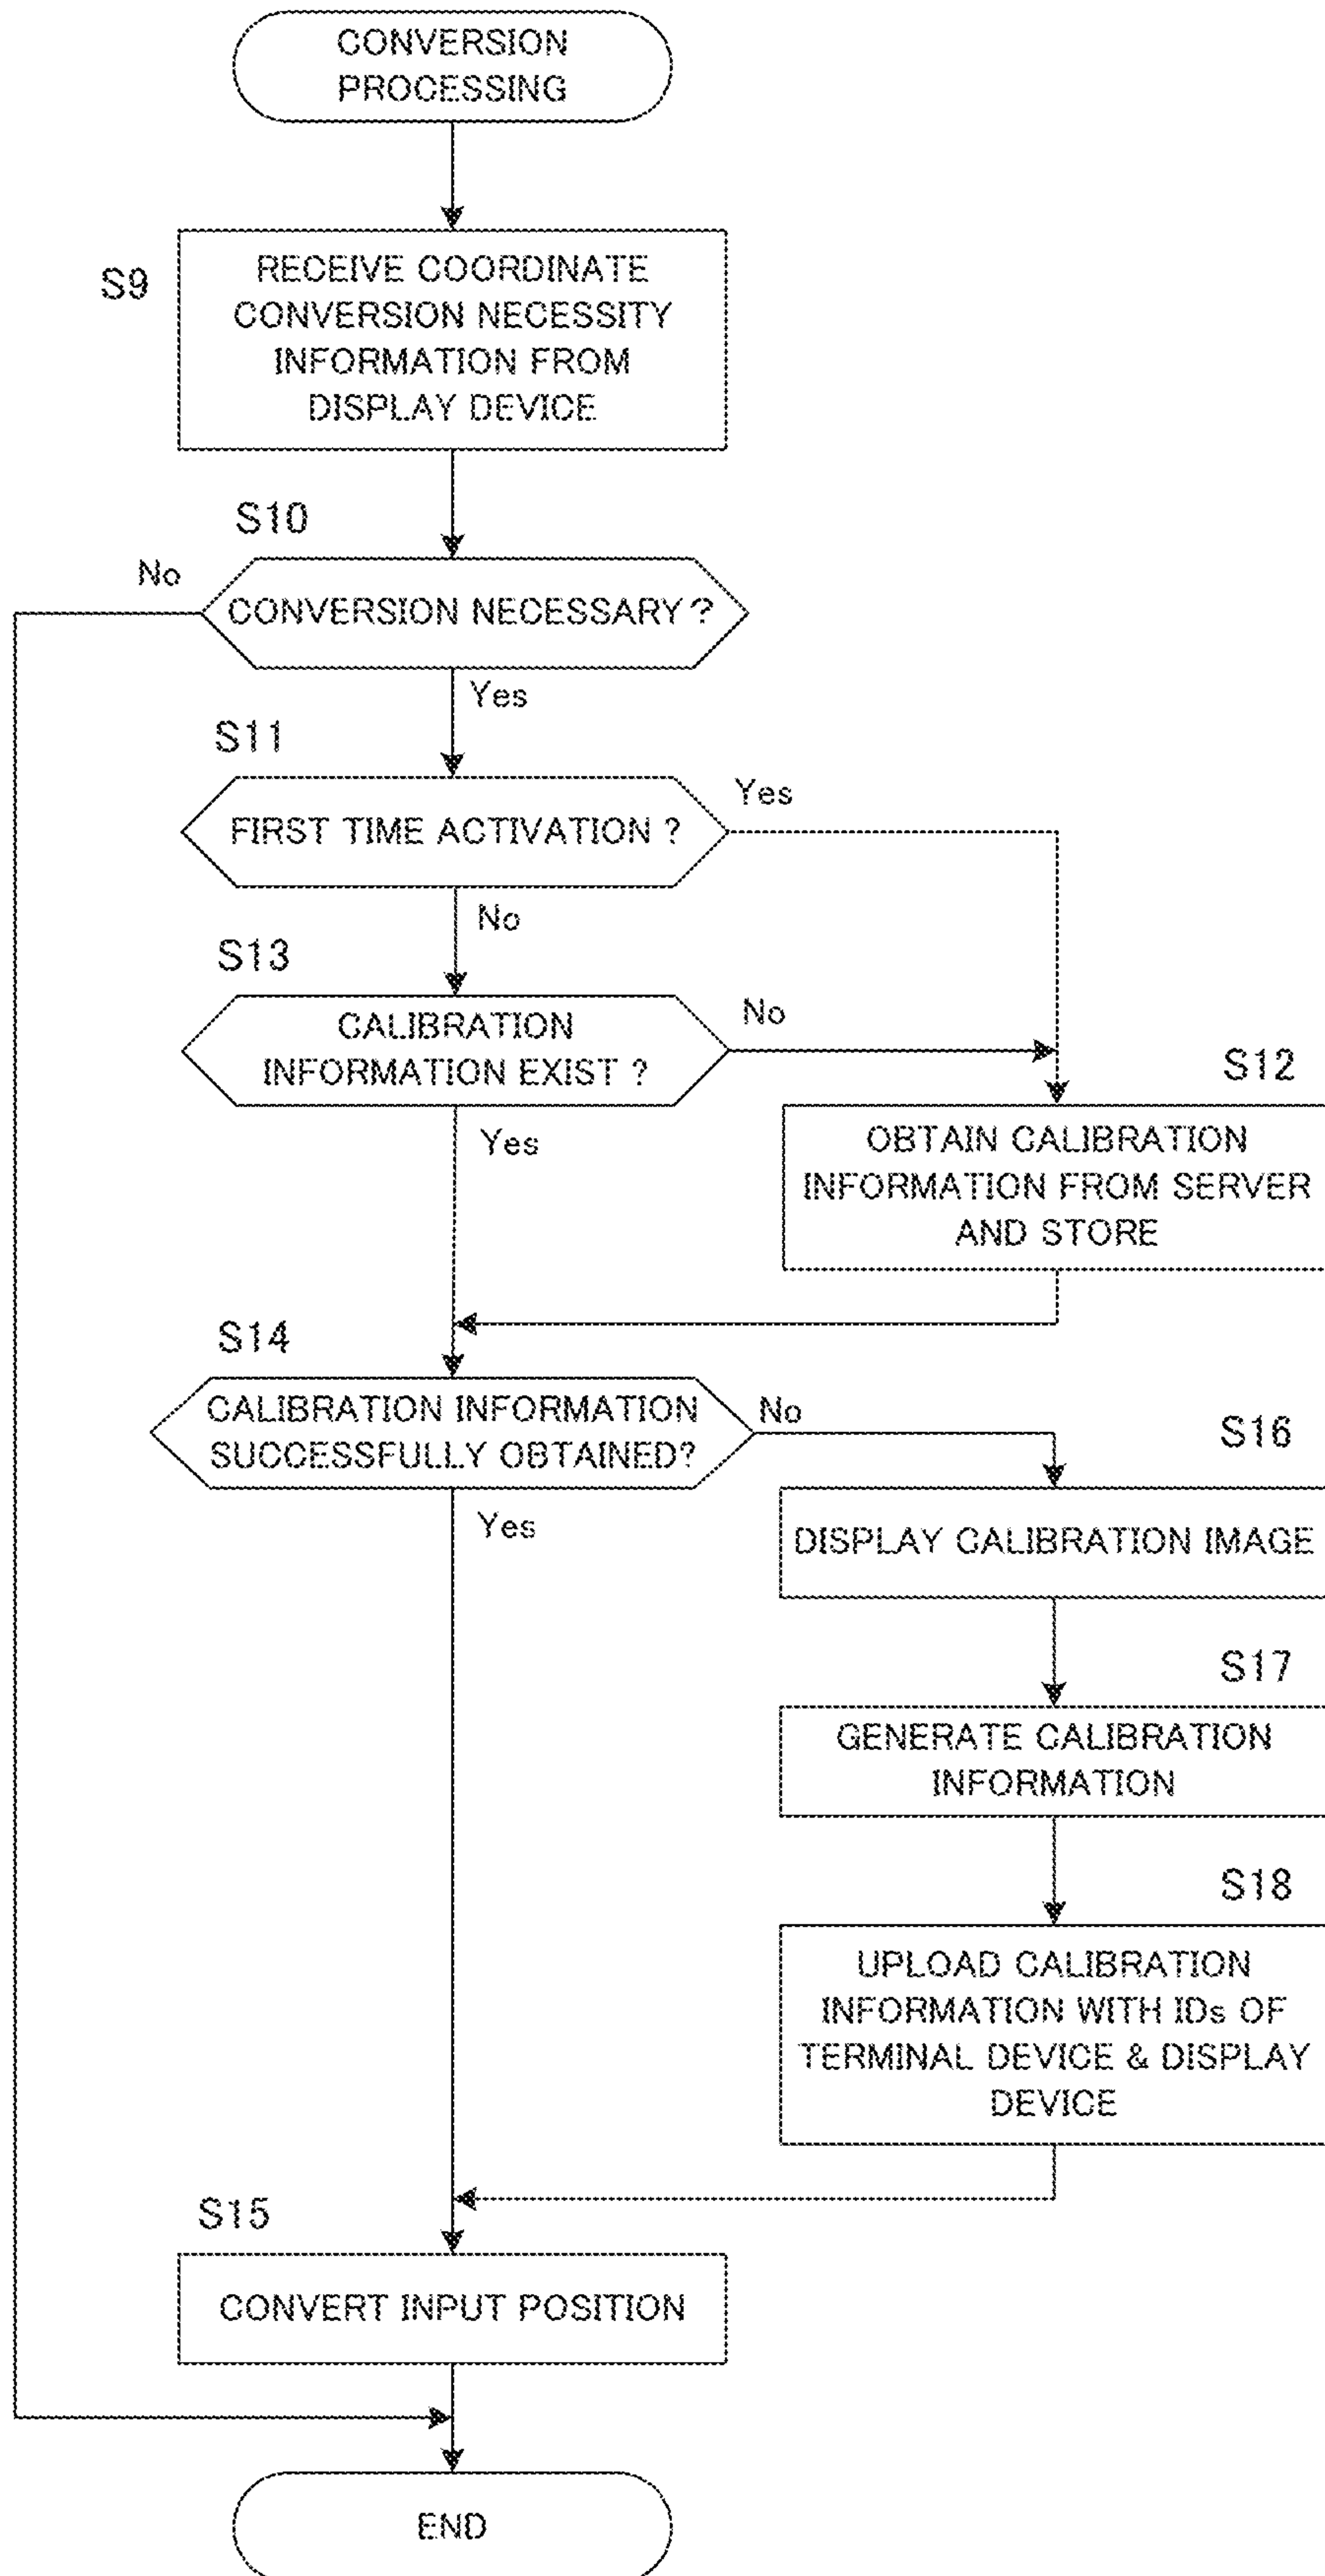 CONVERSION
PROCESSING
S9
RECEIVE COORDINATE
CONVERSION NECESSITY
INFORMATION FROM
DISPLAY DEVICE
S10
No
CONVERSION NECESSARY?
Yes
S11
Yes
FIRST TIME ACTIVATION ?
No
S13
No
CALIBRATION
INFORMATION EXIST ?
Yes
S12
OBTAIN CALIBRATION
INFORMATION FROM SERVER
AND STORE
S14
CALIBRATION INFORMATION
SUCCESSFULLY OBTAINED?
No
Yes
S16
DISPLAY CALIBRATION IMAGE
S17
GENERATE CALIBRATION
INFORMATION
S18
UPLOAD CALIBRATION
INFORMATION WITH IDs OF
TERMINAL DEVICE & DISPLAY
DEVICE
S15
CONVERT INPUT POSITION
END